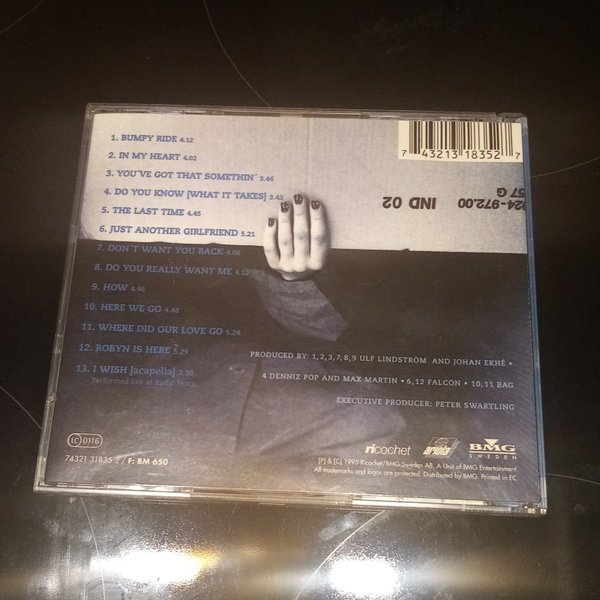 1. BUMPY RIDE 4.12
2. IN MY HEART 4.02
3. YOU'VE GOT THAT SOMETHIN' 3.46
4. DO YOU KNOW [WHAT IT TAKES] 3.42
5. THE LAST TIME 4.45
6. JUST ANOTHER GIRLFRIEND 5.21
7. DON'T WANT YOU BACK 4.05
8. DO YOU REALLY WANT ME 4.12
9. HOW 4.46
10. HERE WE GO 4.48
11. WHERE DID OUR LOVE GO 5.24
12. ROBYN IS HERE 5.29
13. I WISH [acapella] 2.38
Performed live at Radio Nova
7 43213 18352 7
024-972.00
57 G
IND 02
PRODUCED BY: 1,2,3,7,8,9 ULF LINDSTRÖM AND JOHAN EKHÉ •
4 DENNIZ POP AND MAX MARTIN • 6,12 FALCON • 10,11 BAG
EXECUTIVE PRODUCER: PETER SWARTLING
LC 0116
74321 31835 2 / F: BM 650
ricochet
ariola
BMG
SWEDEN
[P] & [C] 1995 Ricochet/BMG Sweden AB, A Unit of BMG Entertainment.
All trademarks and logos are protected. Distributed by BMG. Printed in EC.